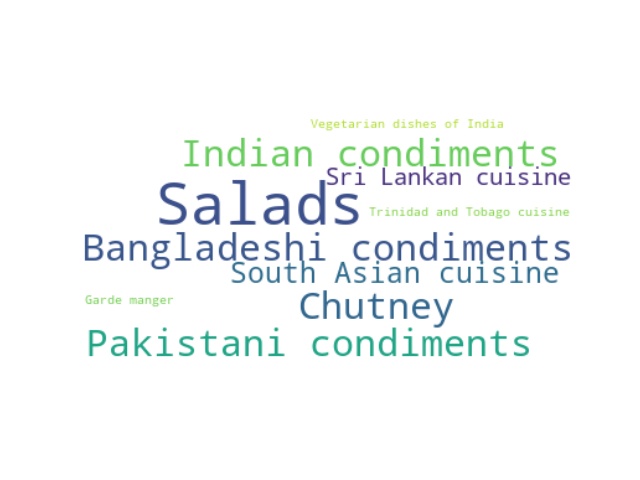 Vegetarian dishes of India
Indian condiments
Sri Lankan cuisine
Salads
Trinidad and Tobago cuisine
Bangladeshi condiments
South Asian cuisine
Garde manger
Chutney
Pakistani condiments